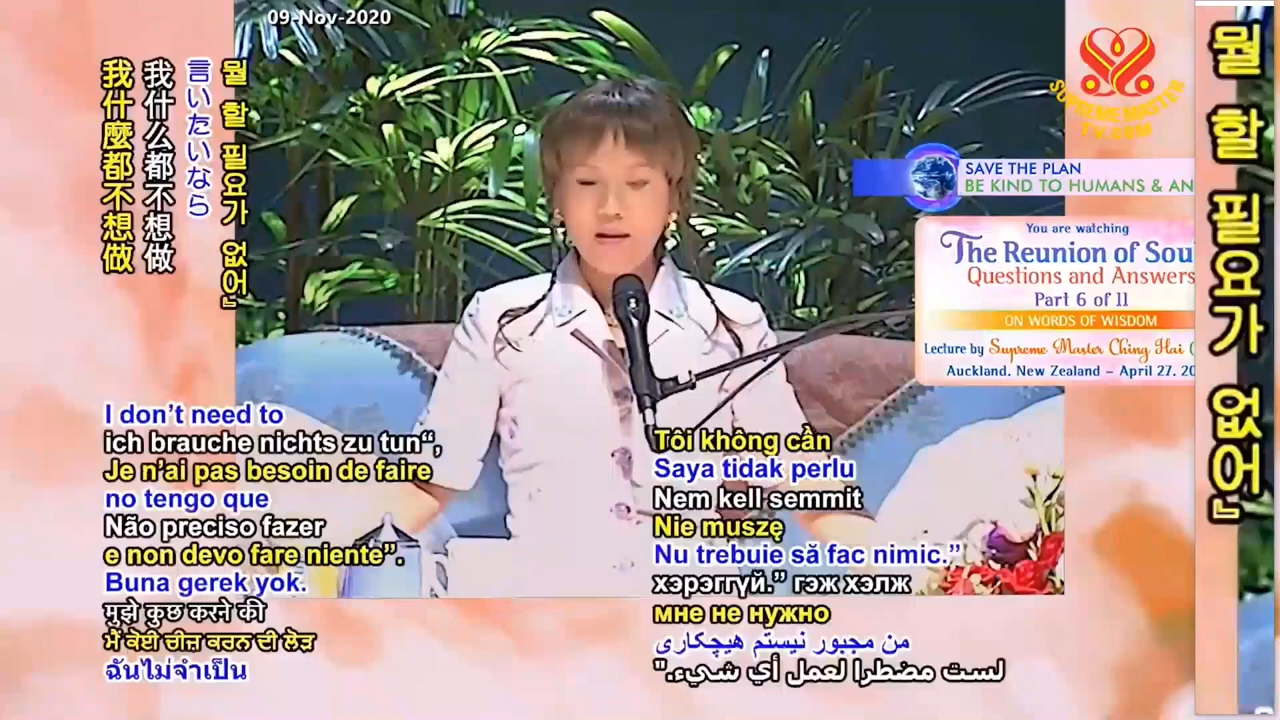 09-Nov-2020
뭘 할 필요가 없어』
言いたいなら
我什么都不想做
我什麼都不想做
SUPREME MASTER
TV.COM
SAVE THE PLAN
BE KIND TO HUMANS & AN
You are watching
The Reunion of Sou
Questions and Answers
Part 6 of 11
ON WORDS OF WISDOM
Lecture by Supreme Master Ching Hai (
Auckland, New Zealand – April 27, 20
I don’t need to
ich brauche nichts zu tun“,
Je n’ai pas besoin de faire
no tengo que
Não preciso fazer
e non devo fare niente”.
Buna gerek yok.
मुझे कुछ करने की
ਮੈਂ ਕੋਈ ਚੀਜ਼ ਕਰਨ ਦੀ ਲੋੜ
ฉันไม่จำเป็น
Tôi không cần
Saya tidak perlu
Nem kell semmit
Nie muszę
Nu trebuie să fac nimic.”
хэрэггүй.” гэж хэлж
мне не нужно
من مجبور نیستم هیچکاری
لست مضطرا لعمل أي شيء."
뭘 할 필요가 없어』